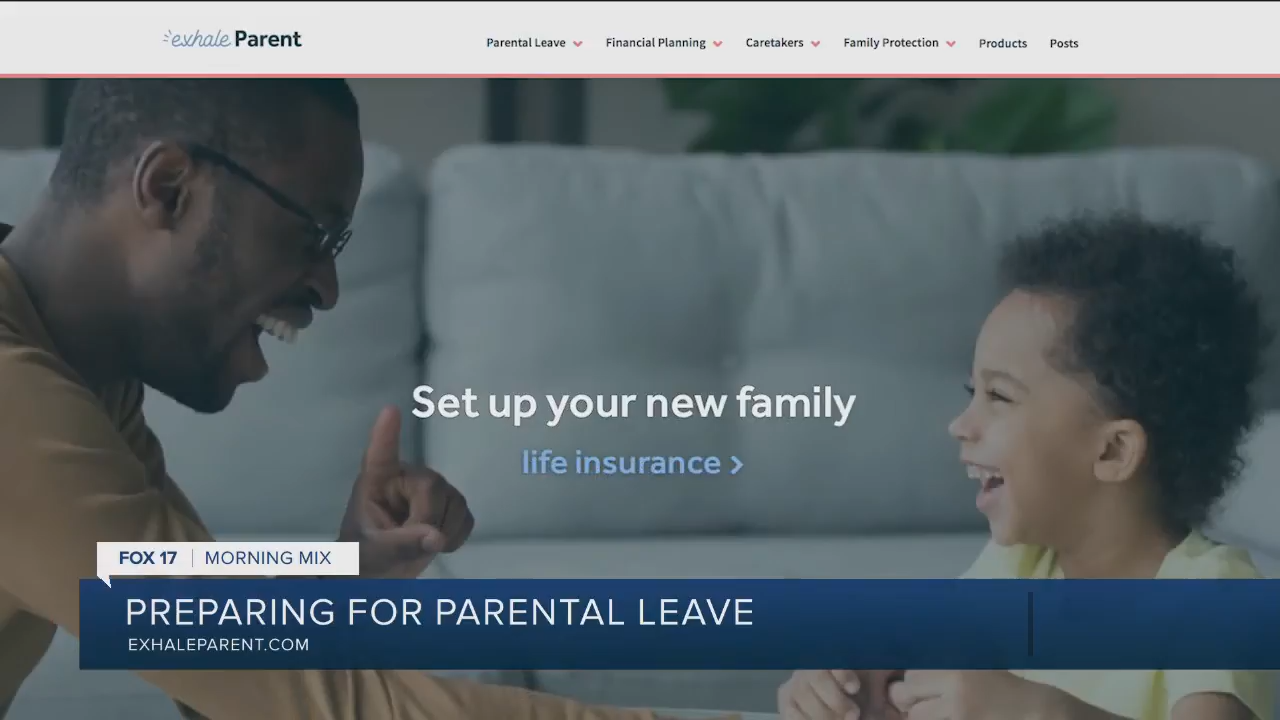 exhale Parent
Parental Leave Financial Planning Caretakers Family Protection Products Posts
Set up your new family
life insurance >
FOX 17 | MORNING MIX
PREPARING FOR PARENTAL LEAVE
EXHALEPARENT.COM